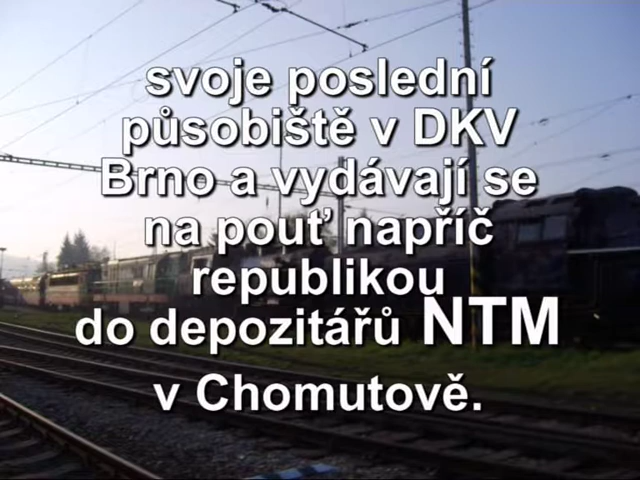 svoje poslední
působiště v DKV
Brno a vydávají se
na pouť napříč
republikou
do depozitářů NTM
v Chomutově.